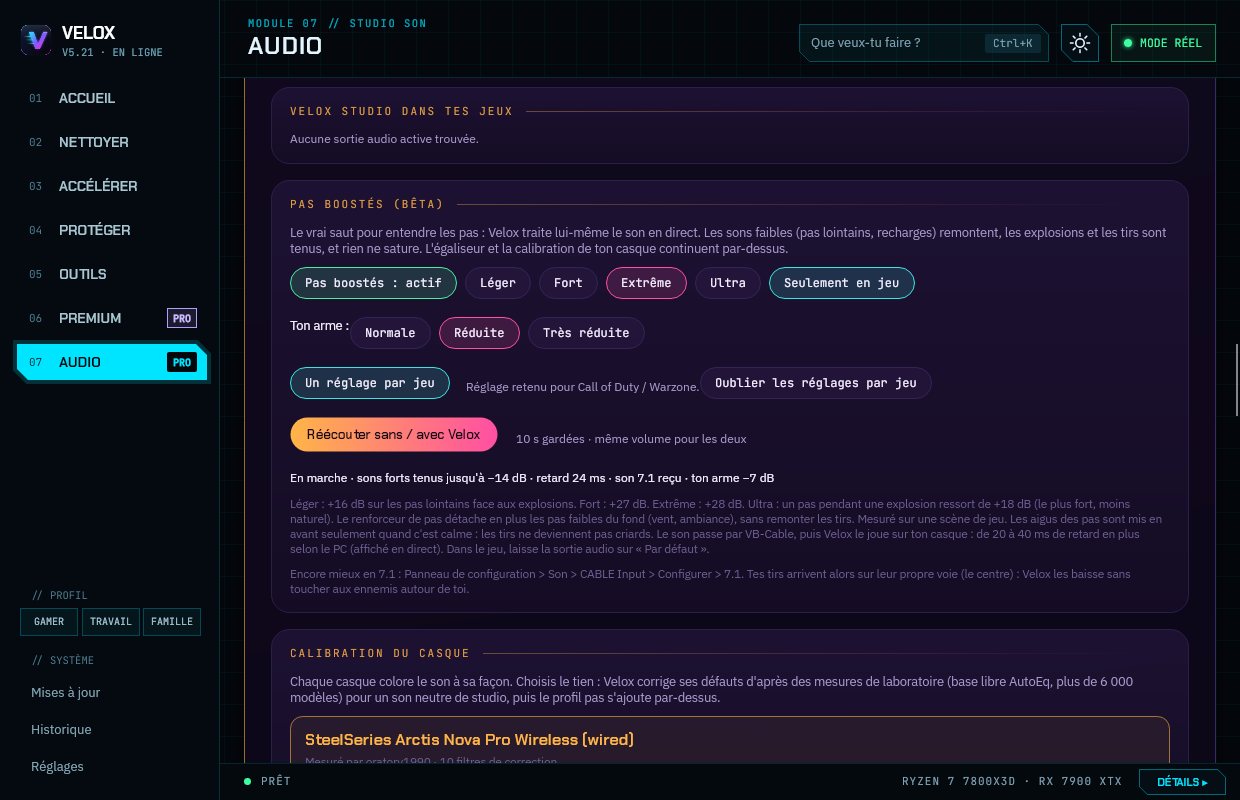 VELOX
V5.21 · EN LIGNE
01 ACCUEIL
02 NETTOYER
03 ACCÉLÉRER
04 PROTÉGER
05 OUTILS
06 PREMIUM PRO
07 AUDIO PRO
// PROFIL
GAMER TRAVAIL FAMILLE
// SYSTÈME
Mises à jour
Historique
Réglages
MODULE 07 // STUDIO SON
AUDIO
Que veux-tu faire ? Ctrl+K
MODE RÉEL
VELOX STUDIO DANS TES JEUX
Aucune sortie audio active trouvée.
PAS BOOSTÉS (BÊTA)
Le vrai saut pour entendre les pas : Velox traite lui-même le son en direct. Les sons faibles (pas lointains, recharges) remontent, les explosions et les tirs sont
tenus, et rien ne sature. L'égaliseur et la calibration de ton casque continuent par-dessus.
Pas boostés : actif Léger Fort Extrême Ultra Seulement en jeu
Ton arme : Normale Réduite Très réduite
Un réglage par jeu Réglage retenu pour Call of Duty / Warzone. Oublier les réglages par jeu
Réécouter sans / avec Velox 10 s gardées · même volume pour les deux
En marche · sons forts tenus jusqu'à −14 dB · retard 24 ms · son 7.1 reçu · ton arme −7 dB
Léger : +16 dB sur les pas lointains face aux explosions. Fort : +27 dB. Extrême : +28 dB. Ultra : un pas pendant une explosion ressort de +18 dB (le plus fort, moins
naturel). Le renforceur de pas détache en plus les pas faibles du fond (vent, ambiance), sans remonter les tirs. Mesuré sur une scène de jeu. Les aigus des pas sont mis en
avant seulement quand c'est calme : les tirs ne deviennent pas criards. Le son passe par VB-Cable, puis Velox le joue sur ton casque : de 20 à 40 ms de retard en plus
selon le PC (affiché en direct). Dans le jeu, laisse la sortie audio sur « Par défaut ».
Encore mieux en 7.1 : Panneau de configuration > Son > CABLE Input > Configurer > 7.1. Tes tirs arrivent alors sur leur propre voie (le centre) : Velox les baisse sans
toucher aux ennemis autour de toi.
CALIBRATION DU CASQUE
Chaque casque colore le son à sa façon. Choisis le tien : Velox corrige ses défauts d'après des mesures de laboratoire (base libre AutoEq, plus de 6 000
modèles) pour un son neutre de studio, puis le profil pas s'ajoute par-dessus.
SteelSeries Arctis Nova Pro Wireless (wired)
Mesuré par oratory1990 · 10 filtres de correction
PRÊT
RYZEN 7 7800X3D · RX 7900 XTX DÉTAILS ▸